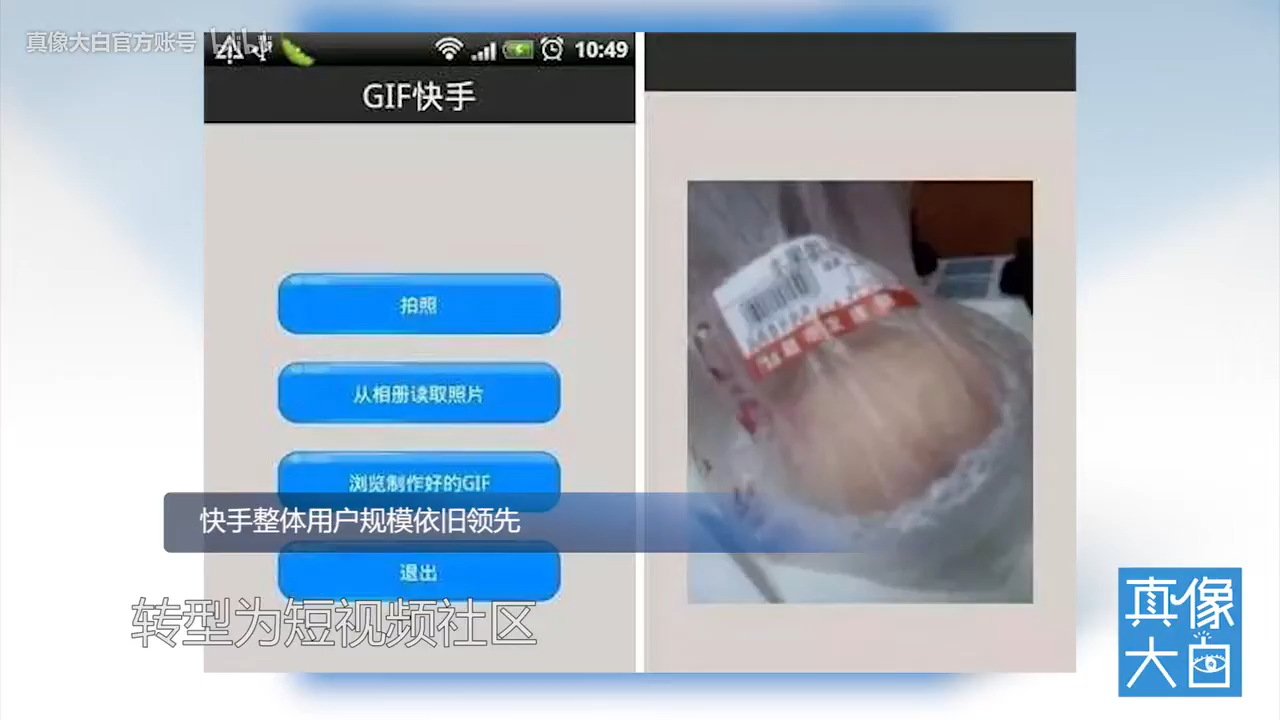 真像大白官方账号
10:49
GIF快手
拍照
从相册读取照片
浏览制作好的GIF
快手整体用户规模依旧领先
退出
转型为短视频社区
真像
大白